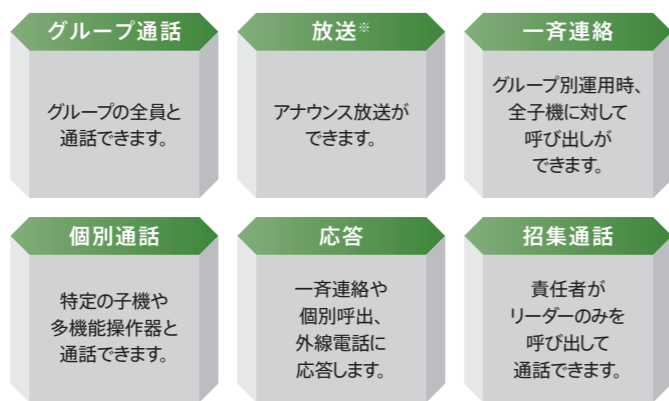 グループ通話
グループの全員と
通話できます。
放送※
アナウンス放送が
できます。
一斉連絡
グループ別運用時、
全子機に対して
呼び出しが
できます。
個別通話
特定の子機や
多機能操作器と
通話できます。
応答
一斉連絡や
個別呼出、
外線電話に
応答します。
招集通話
責任者が
リーダーのみを
呼び出して
通話できます。